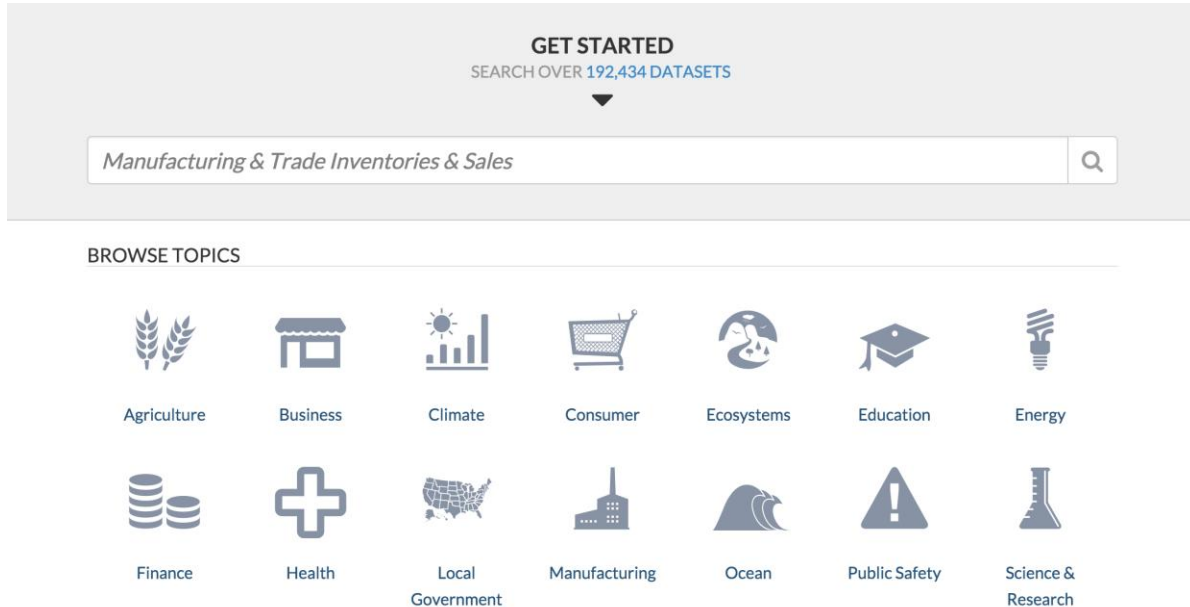 GET STARTED
SEARCH OVER 192,434 DATASETS
Manufacturing & Trade Inventories & Sales
BROWSE TOPICS
Agriculture
Business
Climate
Consumer
Ecosystems
Education
Energy
Finance
Health
Local
Government
Manufacturing
Ocean
Public Safety
Science &
Research